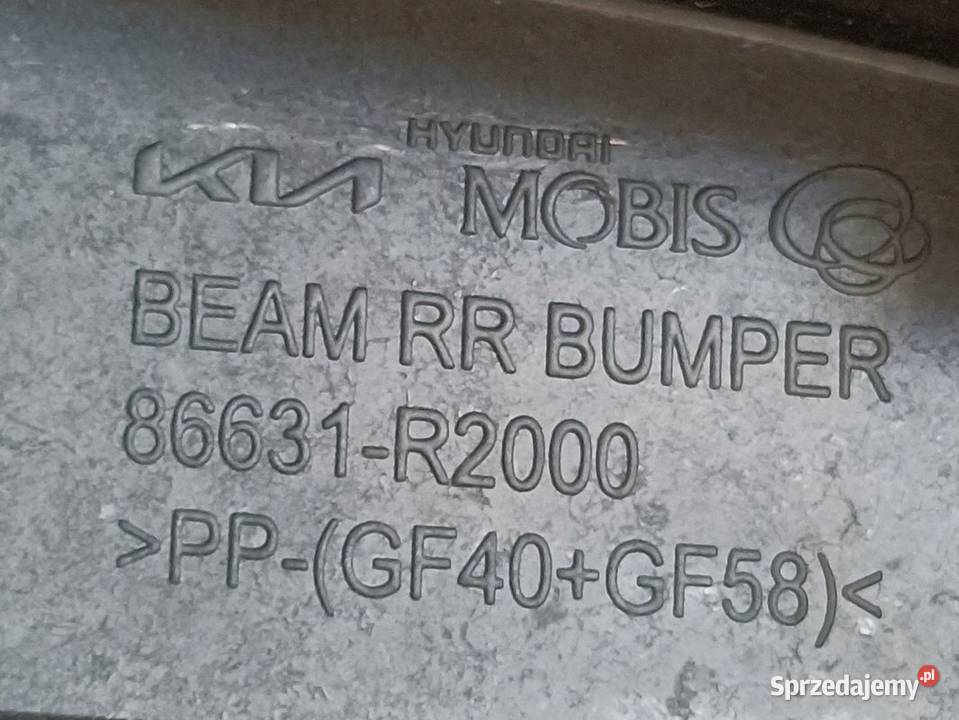 HYUNDAI
KIA MOBIS
BEAM RR BUMPER
86631-R2000
>PP-(GF40+GF58)<
Sprzedajemy.pl